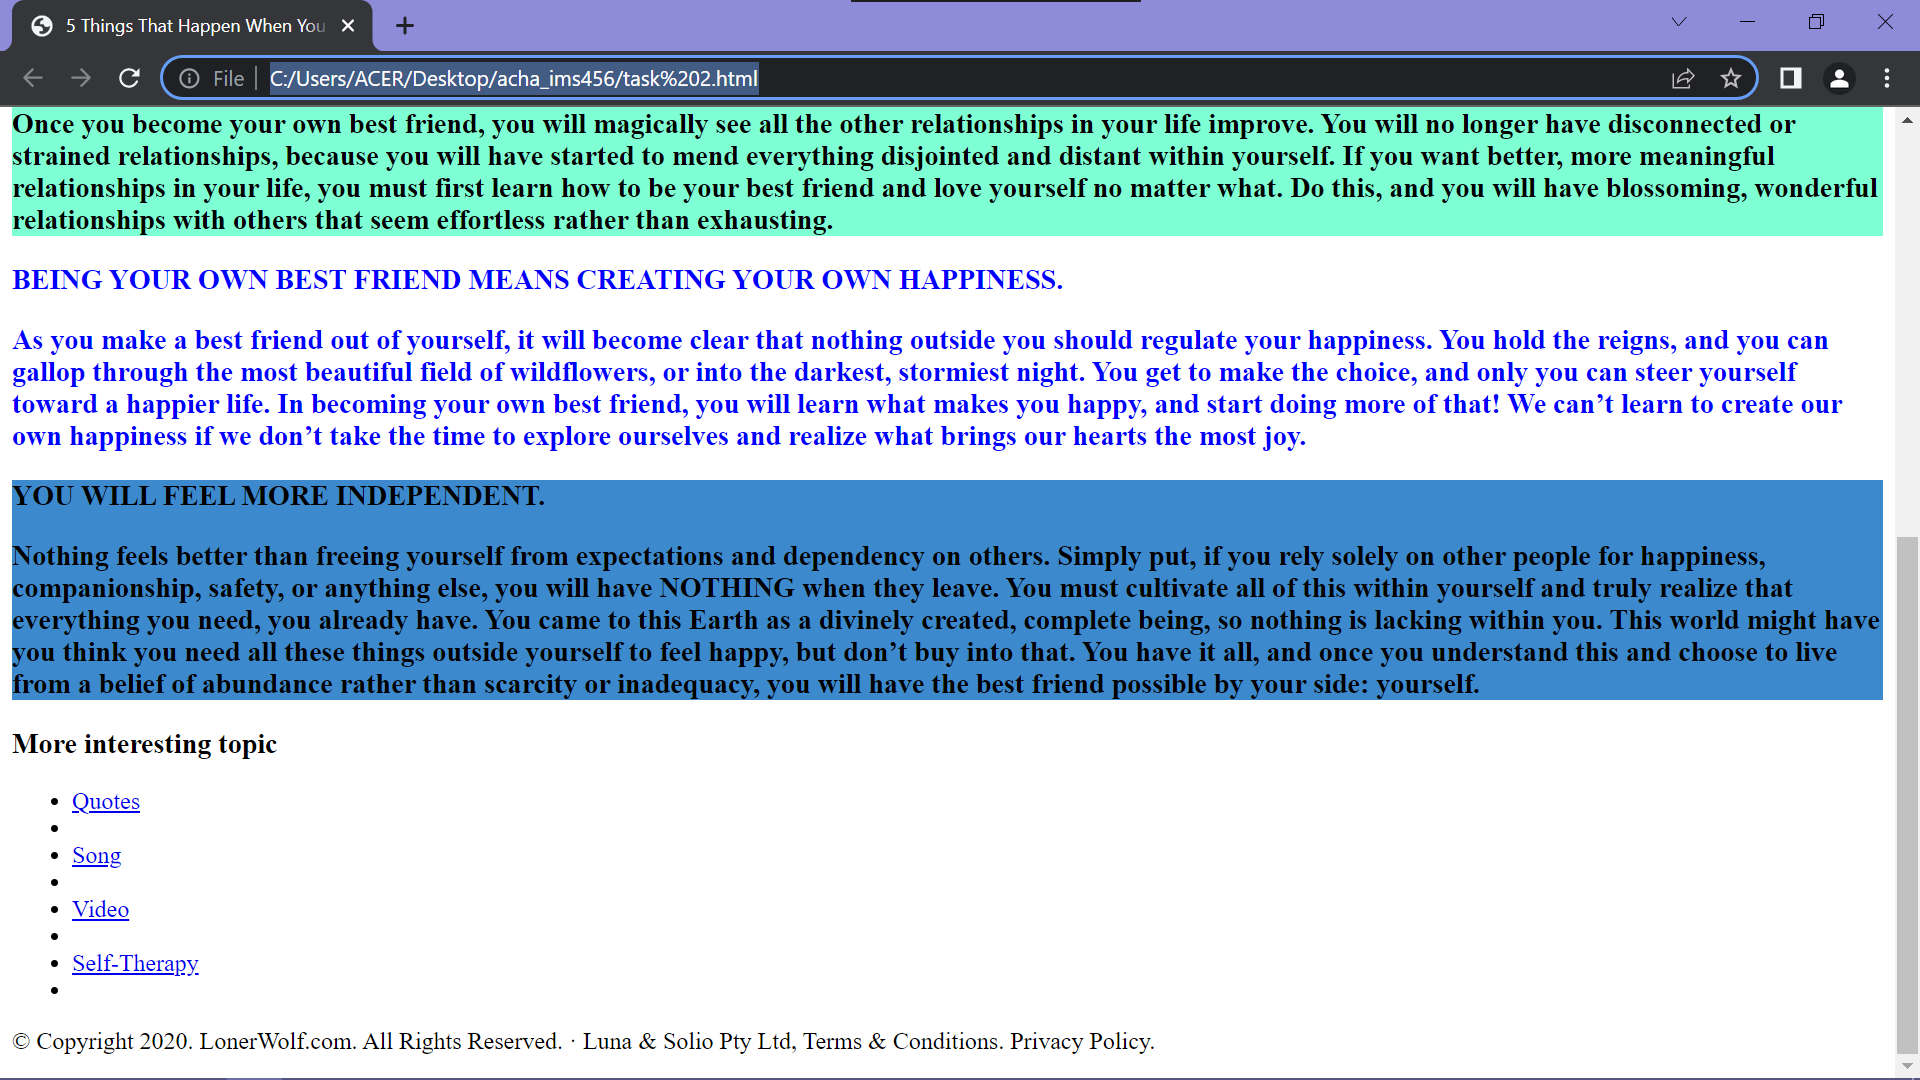 5 Things That Happen When You
File
C:/Users/ACER/Desktop/acha_ims456/task%202.html
Once you become your own best friend, you will magically see all the other relationships in your life improve. You will no longer have disconnected or
strained relationships, because you will have started to mend everything disjointed and distant within yourself. If you want better, more meaningful
relationships in your life, you must first learn how to be your best friend and love yourself no matter what. Do this, and you will have blossoming, wonderful
relationships with others that seem effortless rather than exhausting.
BEING YOUR OWN BEST FRIEND MEANS CREATING YOUR OWN HAPPINESS.
As you make a best friend out of yourself, it will become clear that nothing outside you should regulate your happiness. You hold the reigns, and you can
gallop through the most beautiful field of wildflowers, or into the darkest, stormiest night. You get to make the choice, and only you can steer yourself
toward a happier life. In becoming your own best friend, you will learn what makes you happy, and start doing more of that! We can’t learn to create our
own happiness if we don’t take the time to explore ourselves and realize what brings our hearts the most joy.
YOU WILL FEEL MORE INDEPENDENT.
Nothing feels better than freeing yourself from expectations and dependency on others. Simply put, if you rely solely on other people for happiness,
companionship, safety, or anything else, you will have NOTHING when they leave. You must cultivate all of this within yourself and truly realize that
everything you need, you already have. You came to this Earth as a divinely created, complete being, so nothing is lacking within you. This world might have
you think you need all these things outside yourself to feel happy, but don’t buy into that. You have it all, and once you understand this and choose to live
from a belief of abundance rather than scarcity or inadequacy, you will have the best friend possible by your side: yourself.
More interesting topic
Quotes
Song
Video
Self-Therapy
© Copyright 2020. LonerWolf.com. All Rights Reserved. · Luna & Solio Pty Ltd, Terms & Conditions. Privacy Policy.